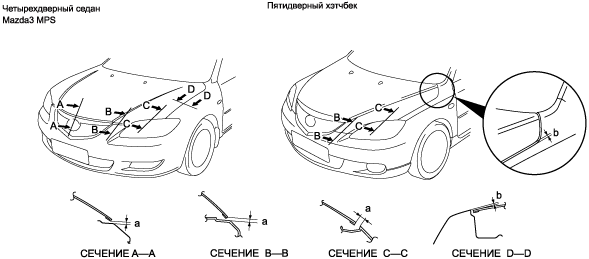 Четырехдверный седан
Mazda3 MPS
Пятидверный хэтчбек
A
A
B
B
C
C
D
D
B
B
C
C
b
a
a
a
b
СЕЧЕНИЕ A—A
СЕЧЕНИЕ B—B
СЕЧЕНИЕ C—C
СЕЧЕНИЕ D—D